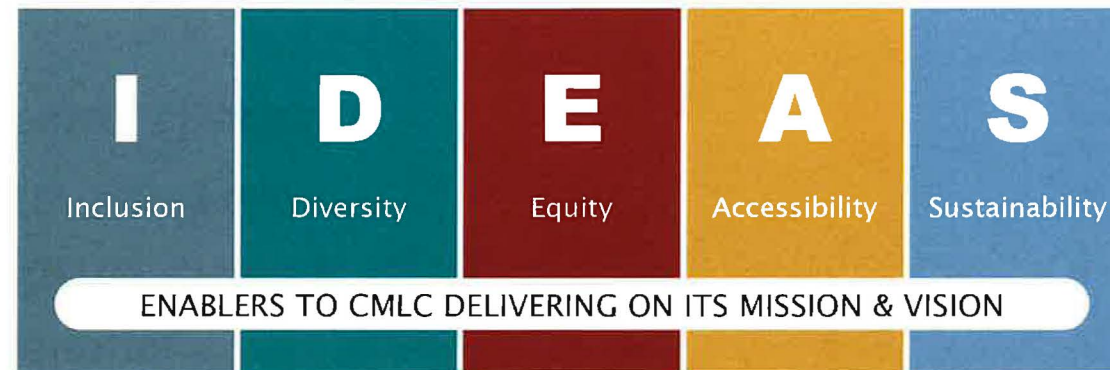 I D E A S
Inclusion Diversity Equity Accessibility Sustainability
ENABLERS TO CMLC DELIVERING ON ITS MISSION & VISION